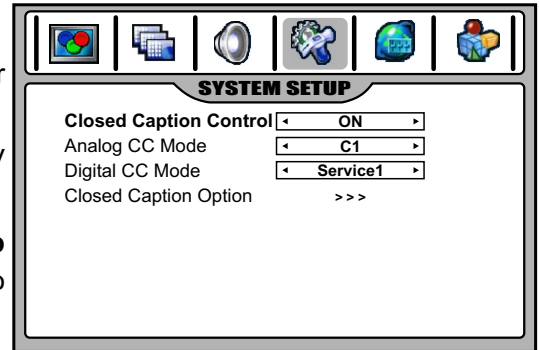 SYSTEM SETUP
Closed Caption Control ON
Analog CC Mode C1
Digital CC Mode Service1
Closed Caption Option >>>